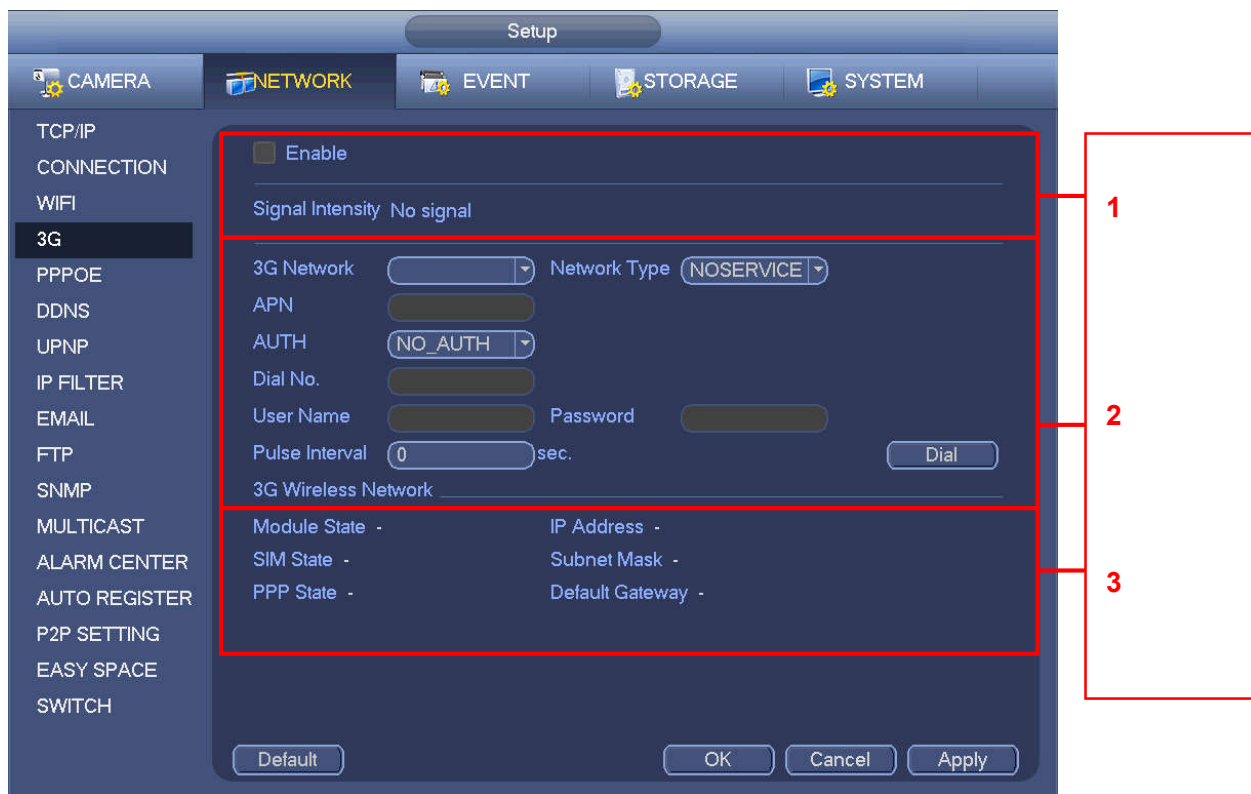 Setup
CAMERA NETWORK EVENT STORAGE SYSTEM
TCP/IP
CONNECTION
WIFI
3G
PPPOE
DDNS
UPNP
IP FILTER
EMAIL
FTP
SNMP
MULTICAST
ALARM CENTER
AUTO REGISTER
P2P SETTING
EASY SPACE
SWITCH
Enable
Signal Intensity No signal
3G Network Network Type NOSERVICE
APN
AUTH NO_AUTH
Dial No.
User Name Password
Pulse Interval 0 sec. Dial
3G Wireless Network
Module State - IP Address -
SIM State - Subnet Mask -
PPP State - Default Gateway -
Default OK Cancel Apply
1
2
3